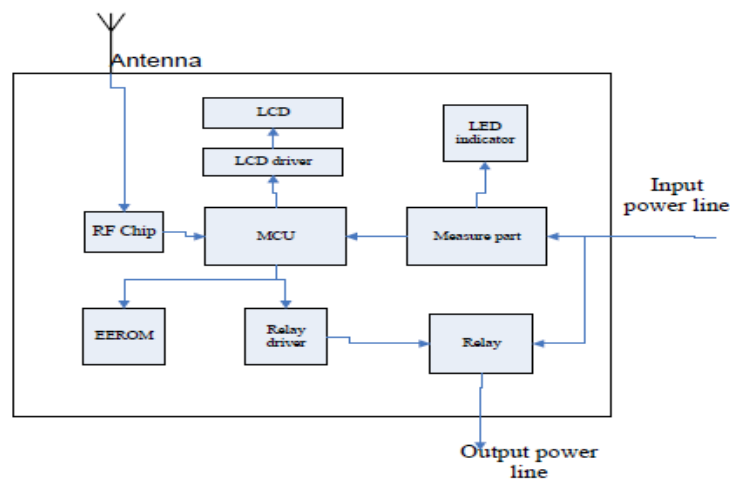 Antenna
LCD
LED
indicator
LCD driver
Input
power line
RF Chip
MCU
Measure part
EEROM
Relay
driver
Relay
Output power
line